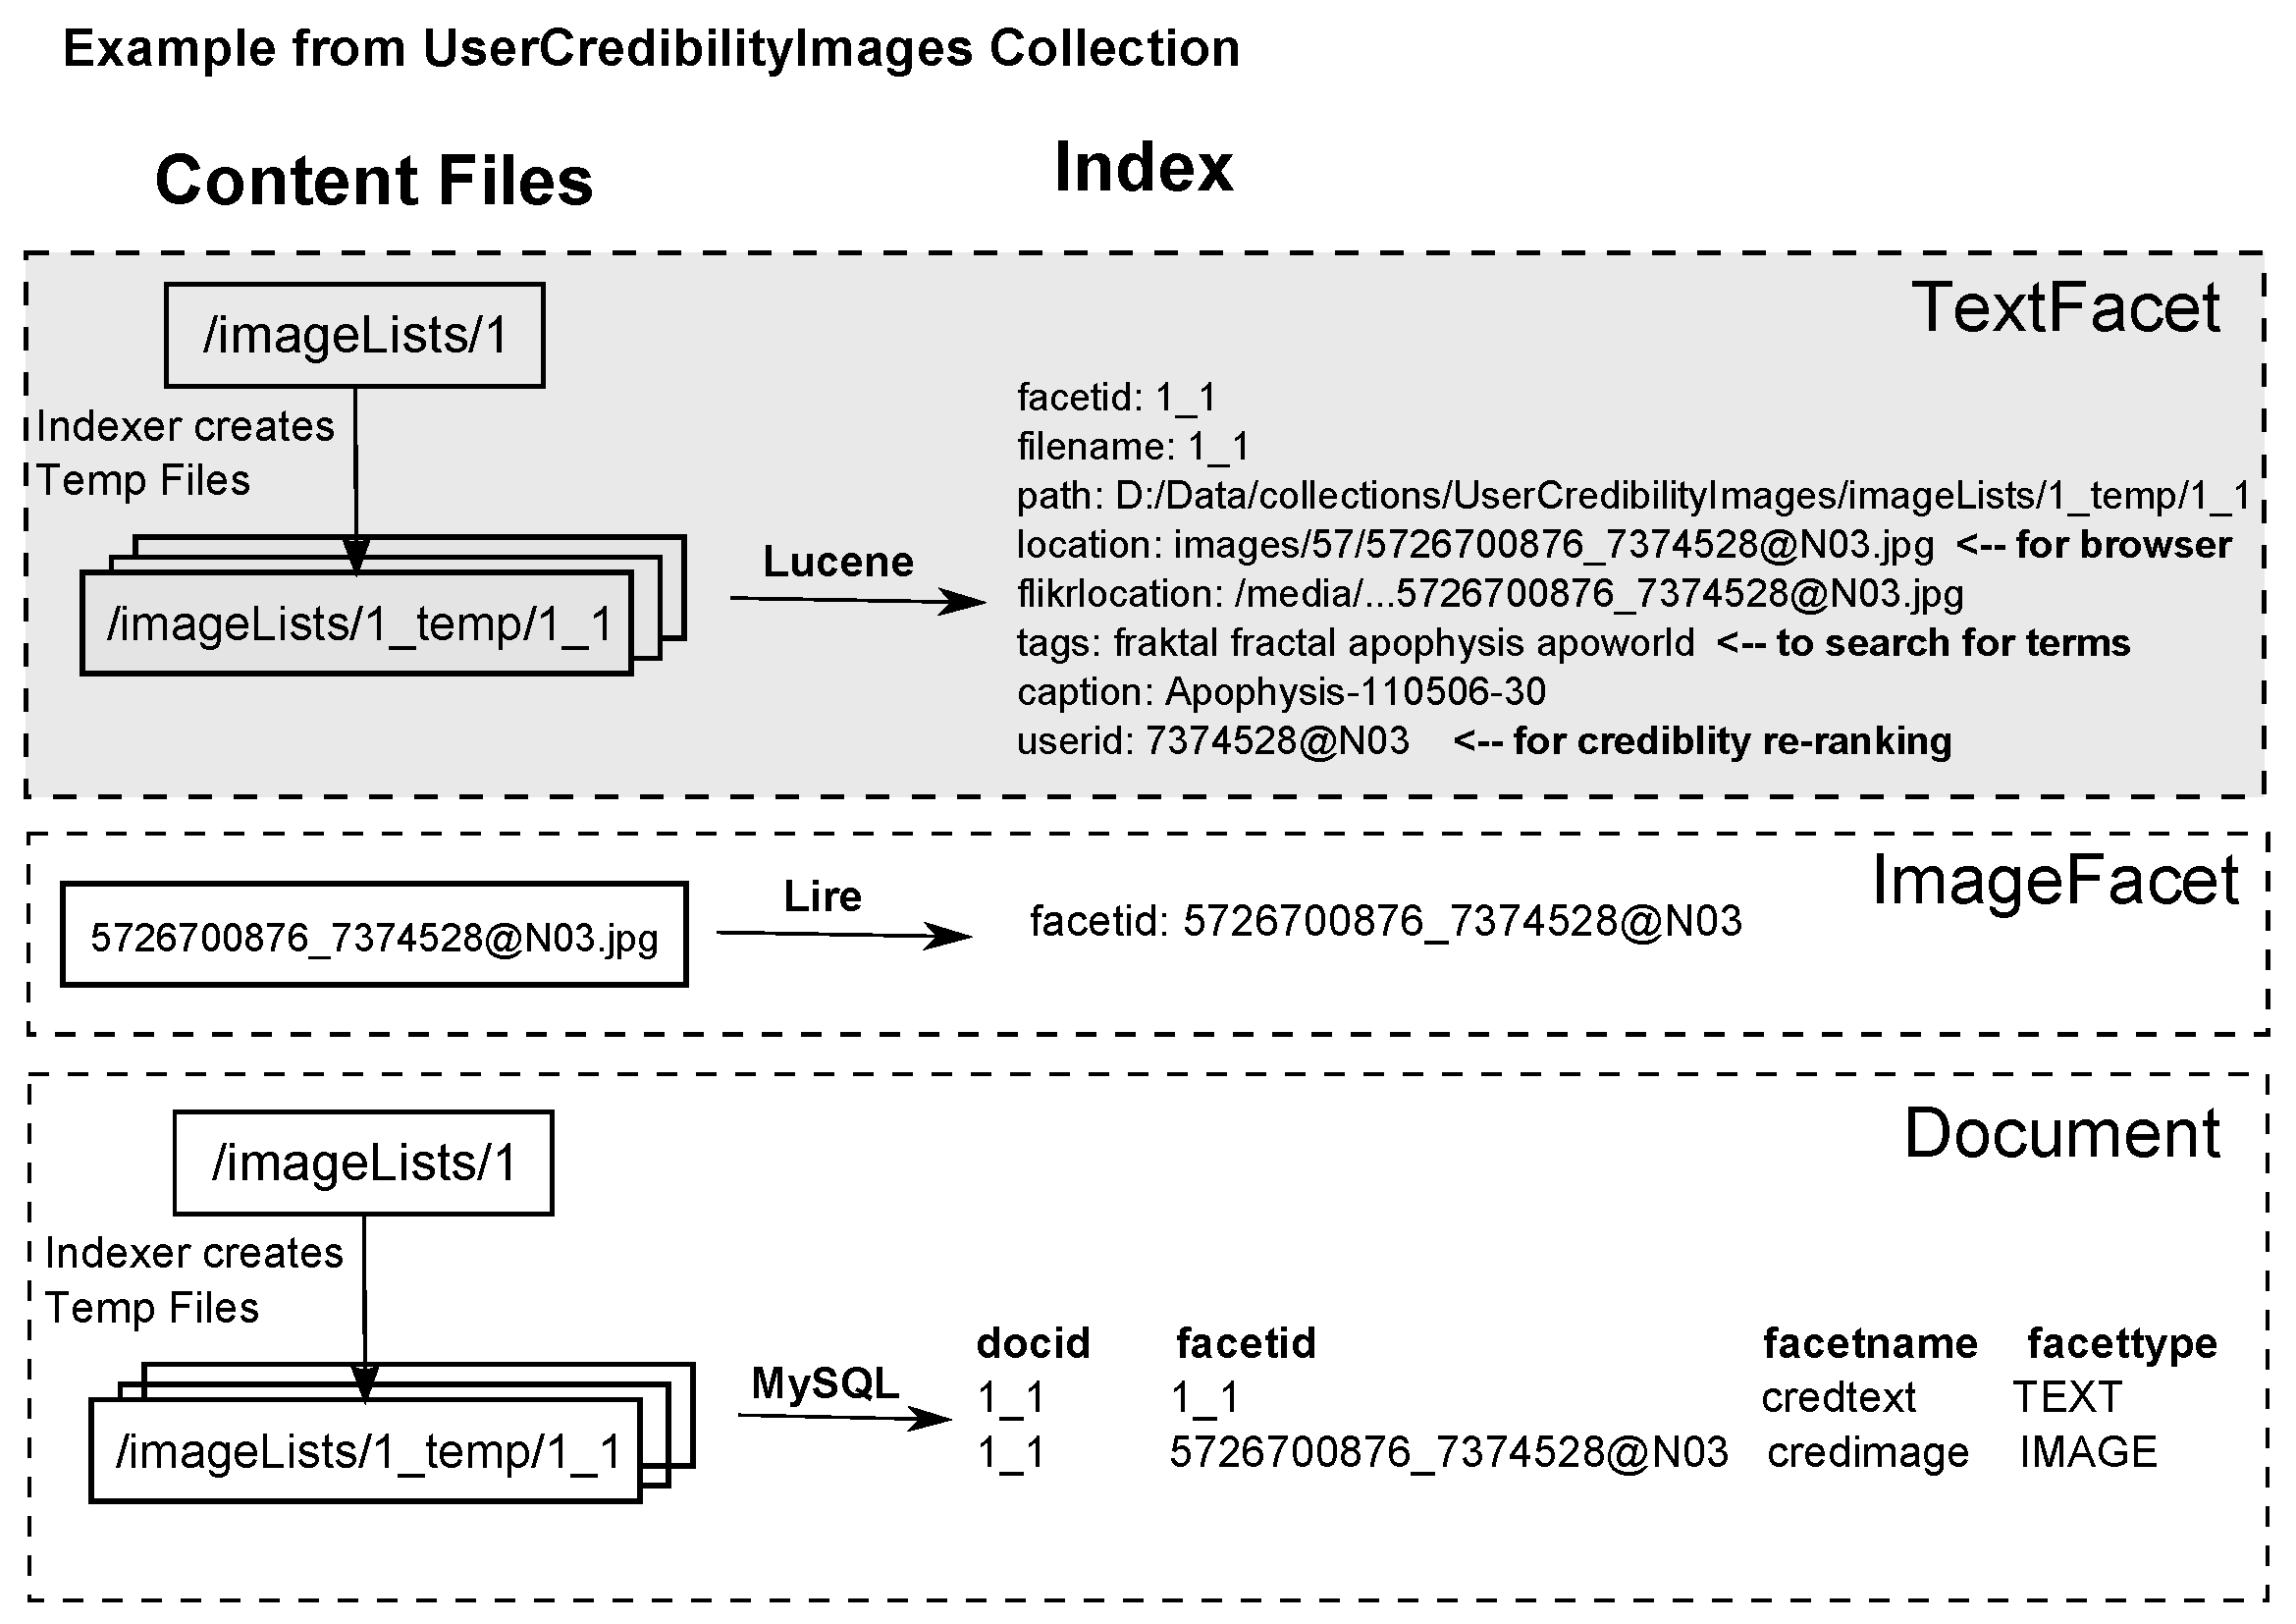 Example from UserCredibilityImages Collection
Content Files
Index
TextFacet
/imageLists/1
Indexer creates
Temp Files
/imageLists/1_temp/1_1
Lucene
facetid: 1_1
filename: 1_1
path: D:/Data/collections/UserCredibilityImages/imageLists/1_temp/1_1
location: images/57/5726700876_7374528@N03.jpg <-- for browser
flikrlocation: /media/...5726700876_7374528@N03.jpg
tags: fraktal fractal apophysis apoworld <-- to search for terms
caption: Apophysis-110506-30
userid: 7374528@N03 <-- for crediblity re-ranking
ImageFacet
5726700876_7374528@N03.jpg
Lire
facetid: 5726700876_7374528@N03
Document
/imageLists/1
Indexer creates
Temp Files
/imageLists/1_temp/1_1
MySQL
docid facetid facetname facettype
1_1 1_1 credtext TEXT
1_1 5726700876_7374528@N03 credimage IMAGE